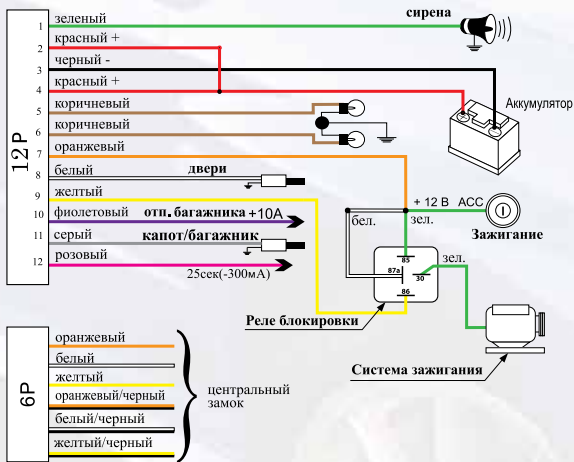 12P
1 зеленый
сирена
2 красный +
3 черный -
4 красный +
Аккумулятор
5 коричневый
6 коричневый
7 оранжевый
8 белый двери
9 желтый
10 фиолетовый отп. багажника +10А
11 серый капот/багажник
12 розовый
25сек(-300мА)
+ 12 В АСС
бел. зел.
Зажигание
85
87a 30 зел.
86
Реле блокировки
Система зажигания
6P
оранжевый
белый
желтый
оранжевый/черный
белый/черный
желтый/черный
центральный
замок